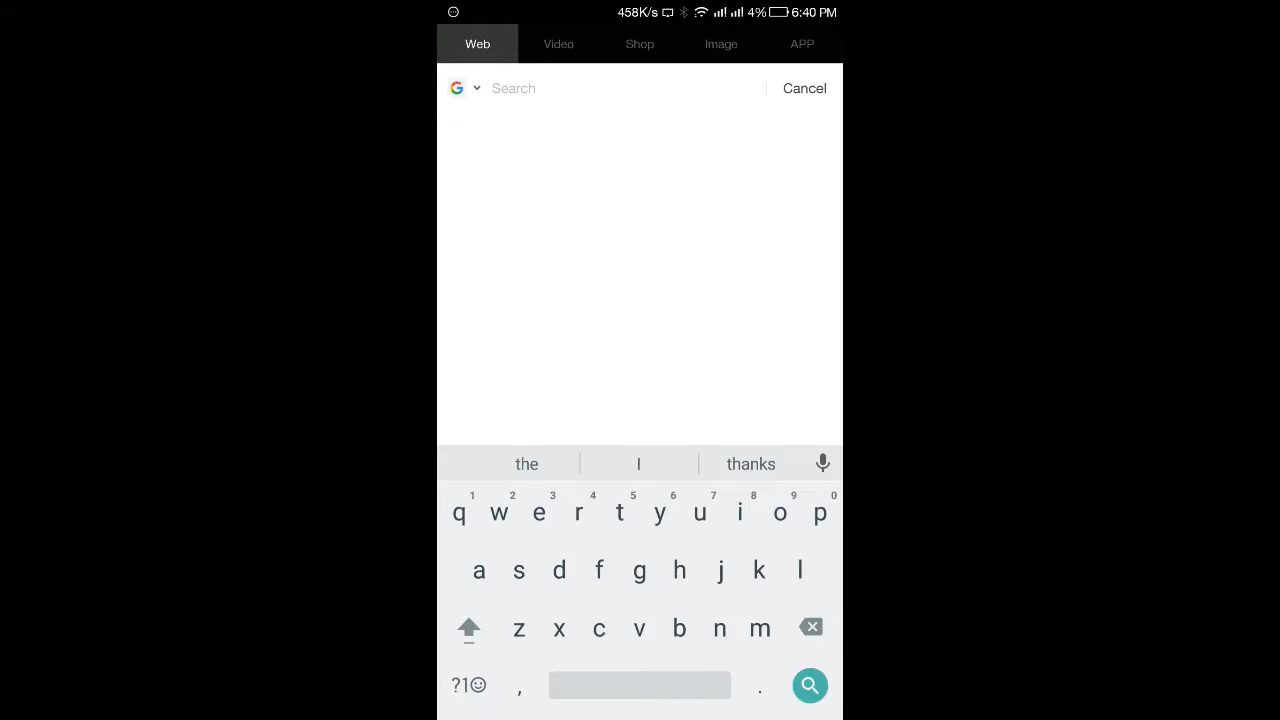 458K/s 4% 6:40 PM
Web Video Shop Image APP
G Search Cancel
the I thanks
1 2 3 4 5 6 7 8 9 0
q w e r t y u i o p
a s d f g h j k l
z x c v b n m
?1☺ , .